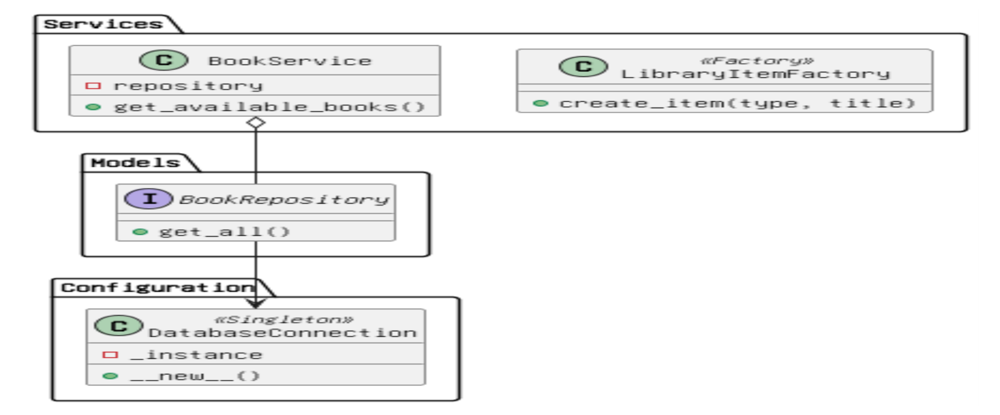 Services
C BookService
repository
get_available_books()
C «Factory»
LibraryItemFactory
create_item(type, title)
Models
I BookRepository
get_all()
Configuration
C «Singleton»
DatabaseConnection
_instance
__new__()